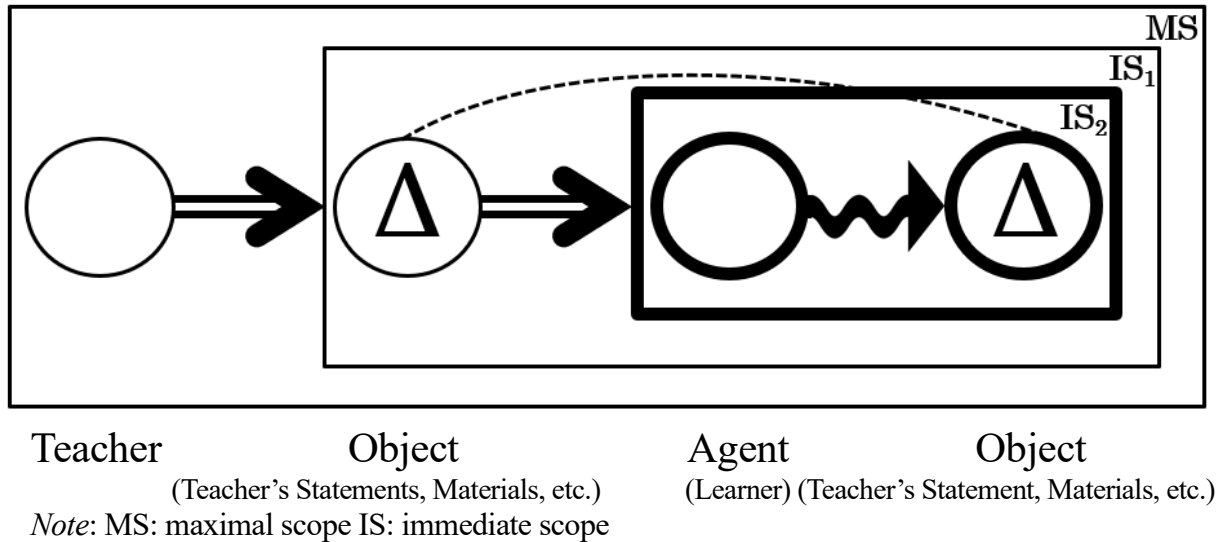 MS
IS₁
IS₂
Δ Δ
Teacher Object Agent Object
(Teacher’s Statements, Materials, etc.) (Learner) (Teacher’s Statement, Materials, etc.)
Note: MS: maximal scope IS: immediate scope